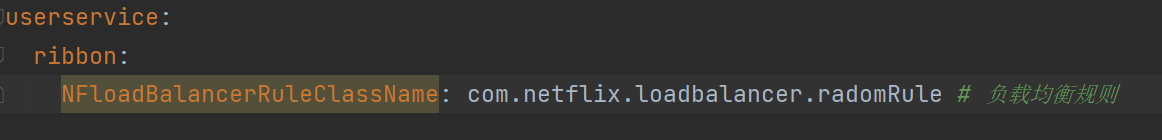 userservice:
ribbon:
NFloadBalancerRuleClassName: com.netflix.loadbalancer.radomRule # 负载均衡规则